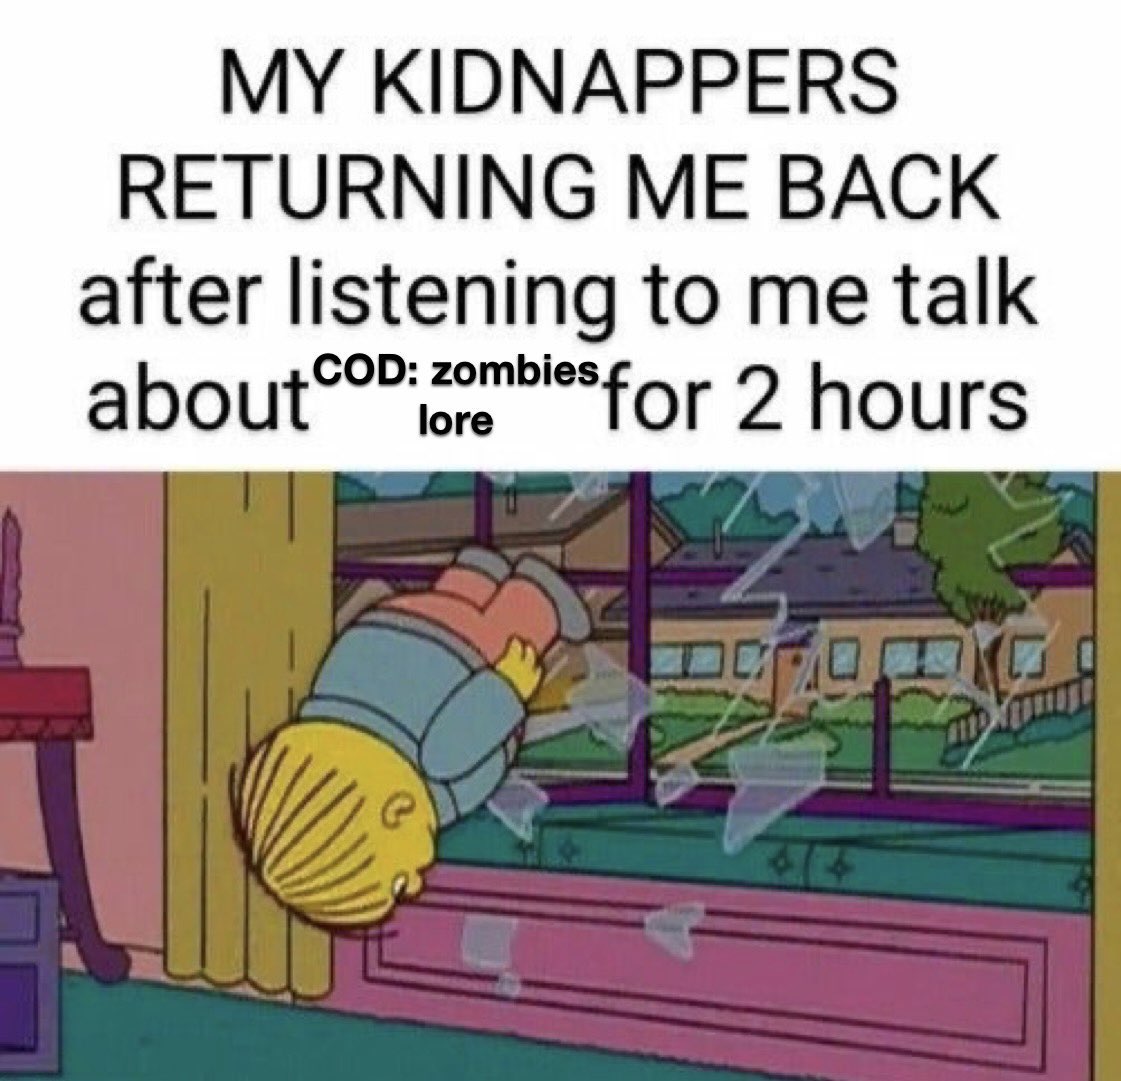 MY KIDNAPPERS
RETURNING ME BACK
after listening to me talk
about COD: zombies for 2 hours
lore